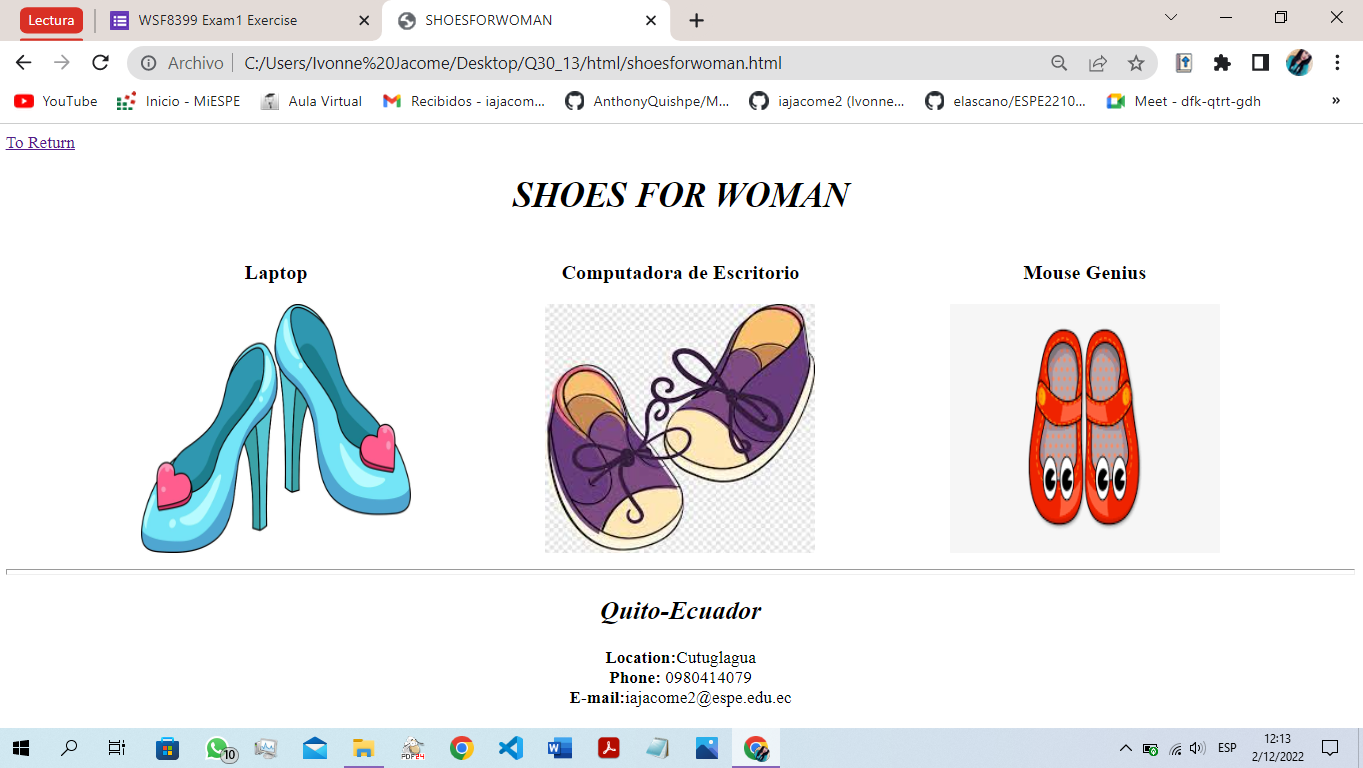 Lectura
WSF8399 Exam1 Exercise
SHOESFORWOMAN
Archivo
C:/Users/Ivonne%20Jacome/Desktop/Q30_13/html/shoesforwoman.html
YouTube
Inicio - MiESPE
Aula Virtual
Recibidos - iajacom...
AnthonyQuishpe/M...
iajacome2 (Ivonne...
elascano/ESPE2210...
Meet - dfk-qtrt-gdh
»
To Return
SHOES FOR WOMAN
Laptop
Computadora de Escritorio
Mouse Genius
Quito-Ecuador
Location:Cutuglagua
Phone: 0980414079
E-mail:iajacome2@espe.edu.ec
10
PDF24
ESP
12:13
2/12/2022